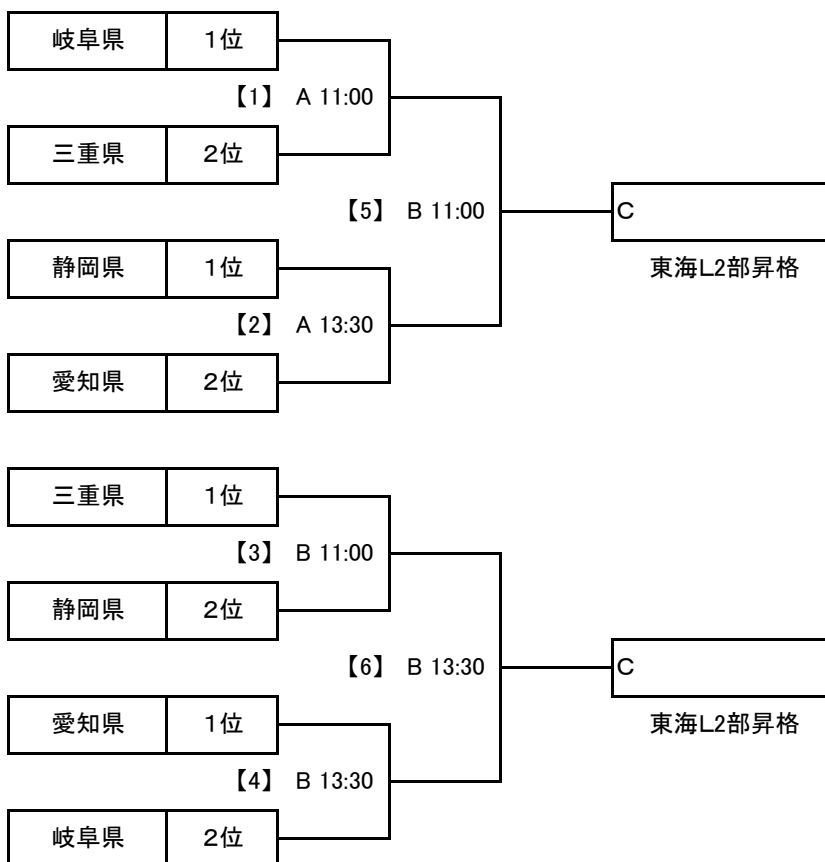 岐阜県 1位
【1】 A 11:00
三重県 2位
【5】 B 11:00
C
静岡県 1位
東海L2部昇格
【2】 A 13:30
愛知県 2位
三重県 1位
【3】 B 11:00
静岡県 2位
【6】 B 13:30
C
愛知県 1位
東海L2部昇格
【4】 B 13:30
岐阜県 2位